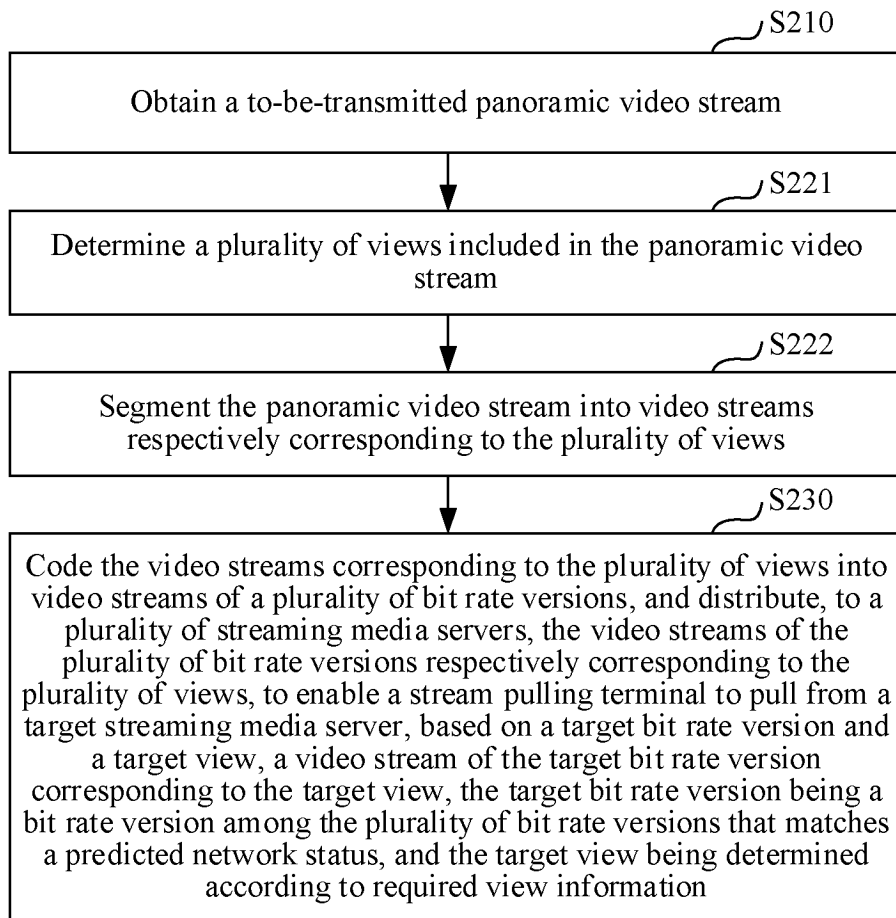 S210
Obtain a to-be-transmitted panoramic video stream
S221
Determine a plurality of views included in the panoramic video
stream
S222
Segment the panoramic video stream into video streams
respectively corresponding to the plurality of views
S230
Code the video streams corresponding to the plurality of views into
video streams of a plurality of bit rate versions, and distribute, to a
plurality of streaming media servers, the video streams of the
plurality of bit rate versions respectively corresponding to the
plurality of views, to enable a stream pulling terminal to pull from a
target streaming media server, based on a target bit rate version and
a target view, a video stream of the target bit rate version
corresponding to the target view, the target bit rate version being a
bit rate version among the plurality of bit rate versions that matches
a predicted network status, and the target view being determined
according to required view information